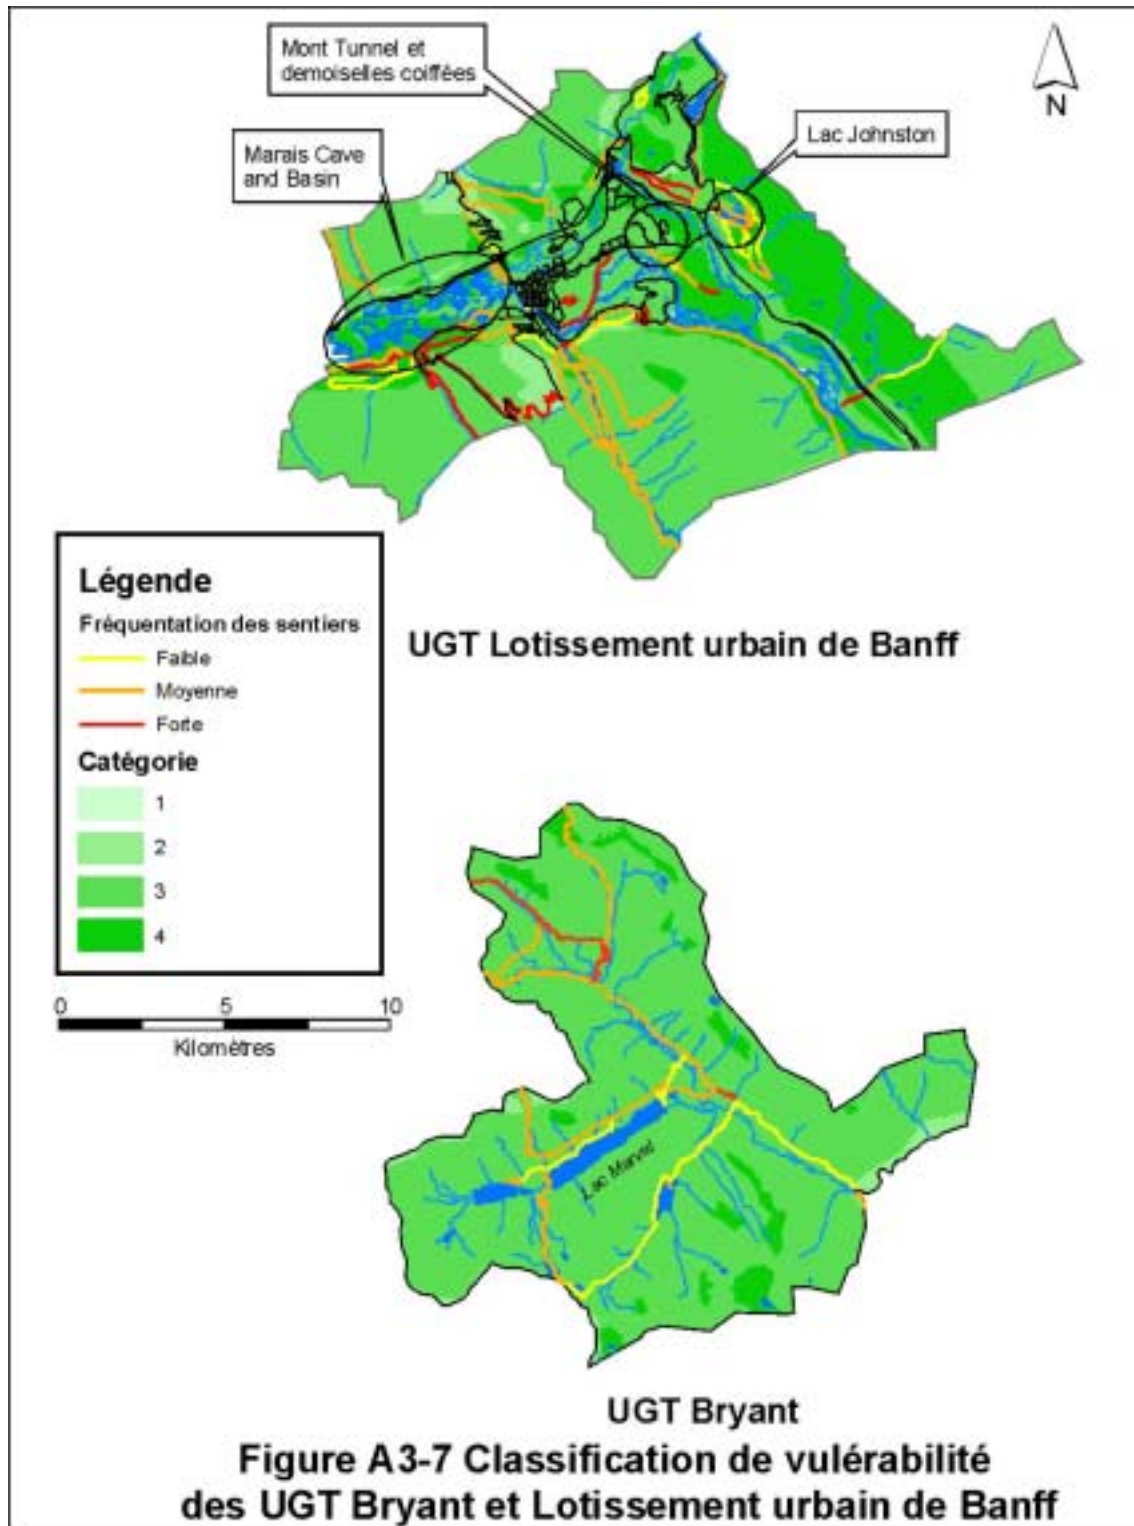 Mont Tunnel et
demoiselles coiffées
Marais Cave
and Basin
Lac Johnston
N
Légende
Fréquentation des sentiers
Faible
Moyenne
Forte
Catégorie
1
2
3
4
0 5 10
Kilomètres
UGT Lotissement urbain de Banff
Lac Marvel
UGT Bryant
Figure A3-7 Classification de vulérabilité
des UGT Bryant et Lotissement urbain de Banff